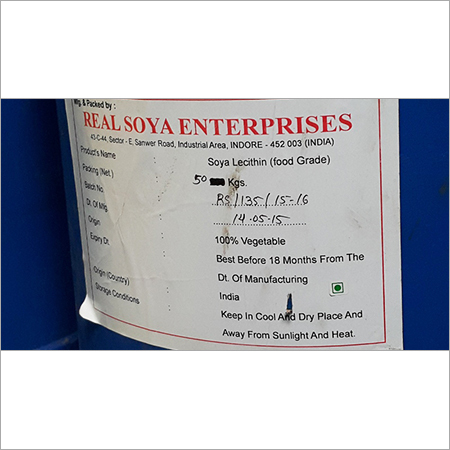 Mfg. & Packed by :
REAL SOYA ENTERPRISES
43-C-44, Sector - E, Sanwer Road, Industrial Area, INDORE - 452 003 (INDIA)
Product's Name Soya Lecithin (food Grade)
Packing (Net) 50 Kgs.
Batch No. RS/135/15-16
Dt. Of Mfg. 14.05.15
Origin 100% Vegetable
Expiry Dt. Best Before 18 Months From The
Dt. Of Manufacturing
Origin (Country) India
Storage Conditions Keep In Cool And Dry Place And
Away From Sunlight And Heat.